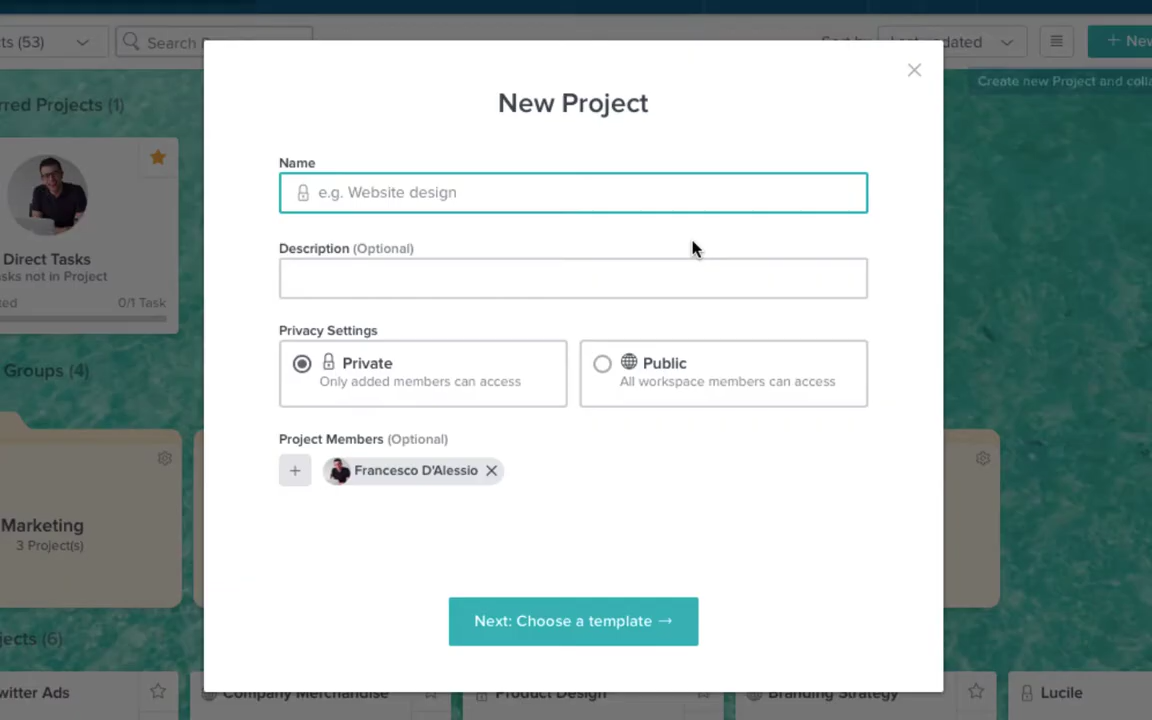 ts (53)
Search
Sort by
Last updated
+ New
Create new Project and colla
rred Projects (1)
Direct Tasks
sks not in Project
ted
0/1 Task
Groups (4)
Marketing
3 Project(s)
jects (6)
witter Ads
Company Merchandise
Product Design
Branding Strategy
Lucile
New Project
Name
e.g. Website design
Description (Optional)
Privacy Settings
Private
Only added members can access
Public
All workspace members can access
Project Members (Optional)
+ Francesco D'Alessio
Next: Choose a template →